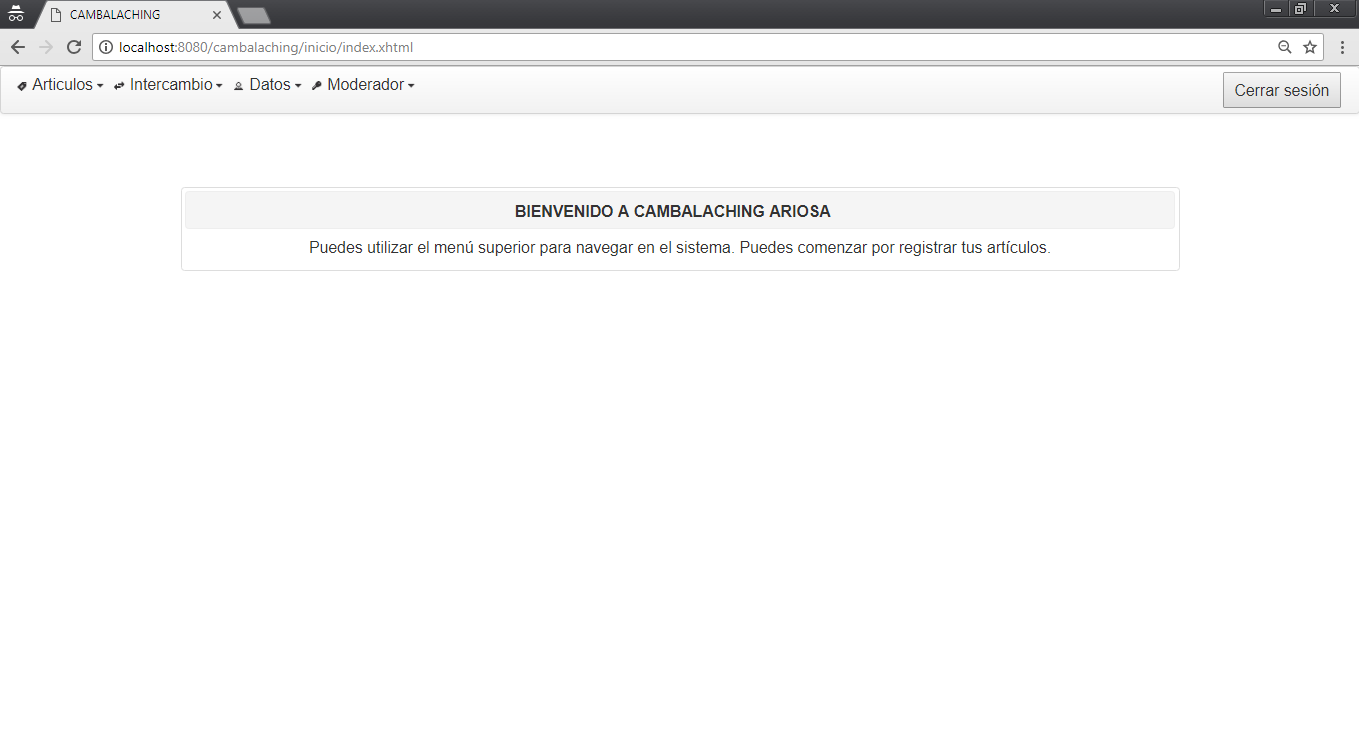 CAMBALACHING
localhost:8080/cambalaching/inicio/index.xhtml
Articulos Intercambio Datos Moderador Cerrar sesión
BIENVENIDO A CAMBALACHING ARIOSA
Puedes utilizar el menú superior para navegar en el sistema. Puedes comenzar por registrar tus artículos.